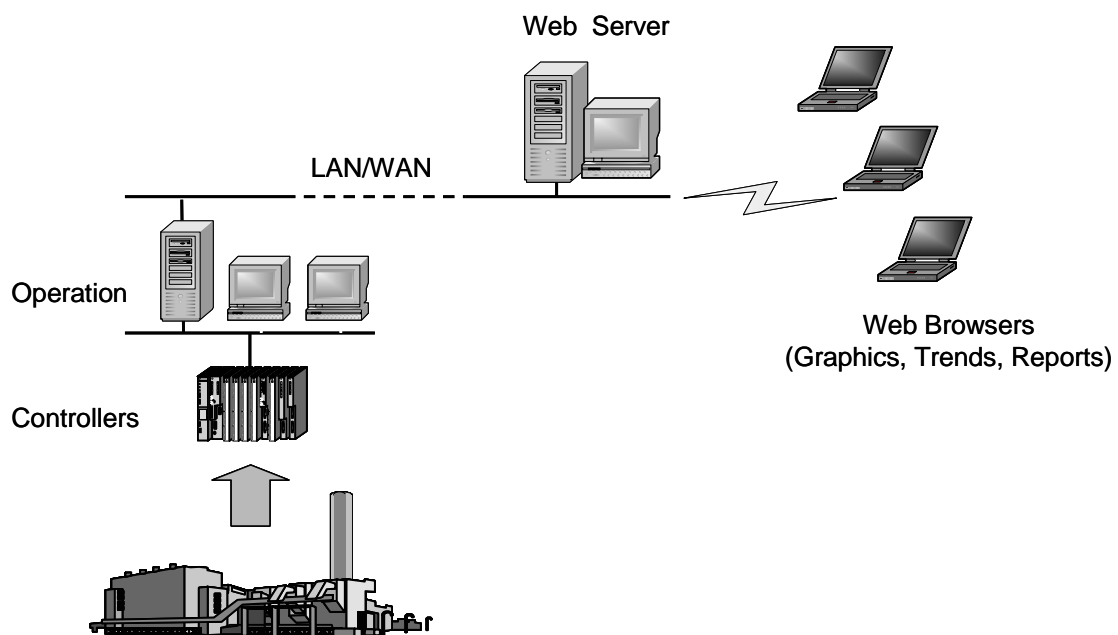 Web Server
LAN/WAN
Operation
Web Browsers
(Graphics, Trends, Reports)
Controllers